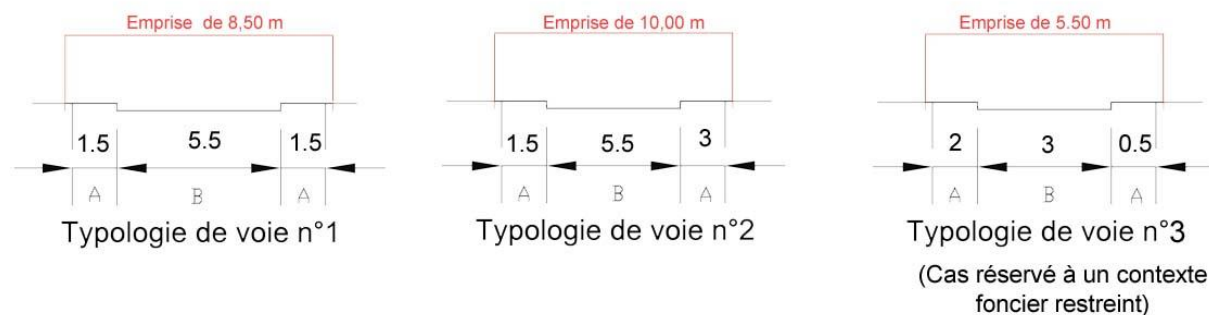 Emprise de 8,50 m
1.5 5.5 1.5
A B A
Typologie de voie n°1
Emprise de 10,00 m
1.5 5.5 3
A B A
Typologie de voie n°2
Emprise de 5.50 m
2 3 0.5
A B A
Typologie de voie n°3
(Cas réservé à un contexte
foncier restreint)